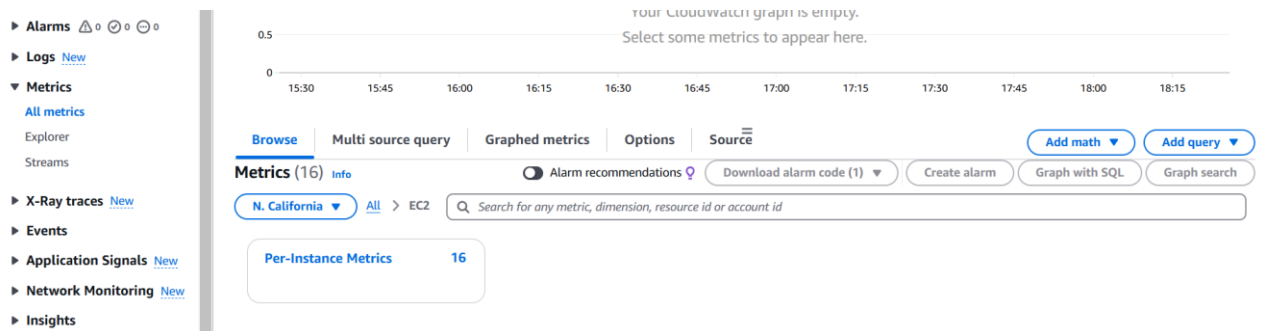 Alarms 0 0 0
Logs New
Metrics
All metrics
Explorer
Streams
X-Ray traces New
Events
Application Signals New
Network Monitoring New
Insights
Your CloudWatch graph is empty.
Select some metrics to appear here.
0.5
0
15:30 15:45 16:00 16:15 16:30 16:45 17:00 17:15 17:30 17:45 18:00 18:15
Browse Multi source query Graphed metrics Options Source Add math Add query
Metrics (16) Info Alarm recommendations Download alarm code (1) Create alarm Graph with SQL Graph search
N. California All > EC2 Search for any metric, dimension, resource id or account id
Per-Instance Metrics 16